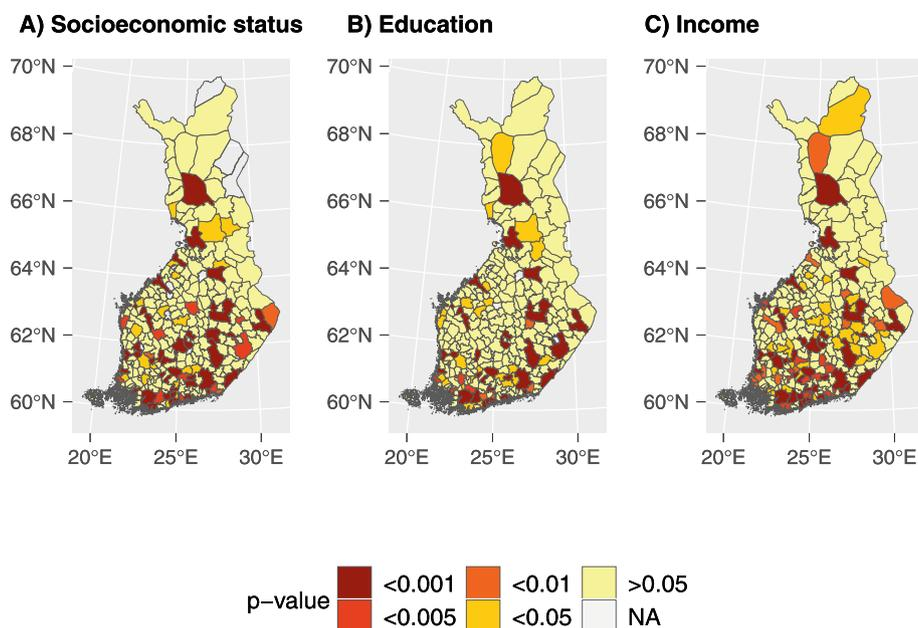 A) Socioeconomic status B) Education C) Income
70°N 70°N 70°N
68°N 68°N 68°N
66°N 66°N 66°N
64°N 64°N 64°N
62°N 62°N 62°N
60°N 60°N 60°N
20°E 25°E 30°E 20°E 25°E 30°E 20°E 25°E 30°E
p−value
<0.001 <0.01 >0.05
<0.005 <0.05 NA